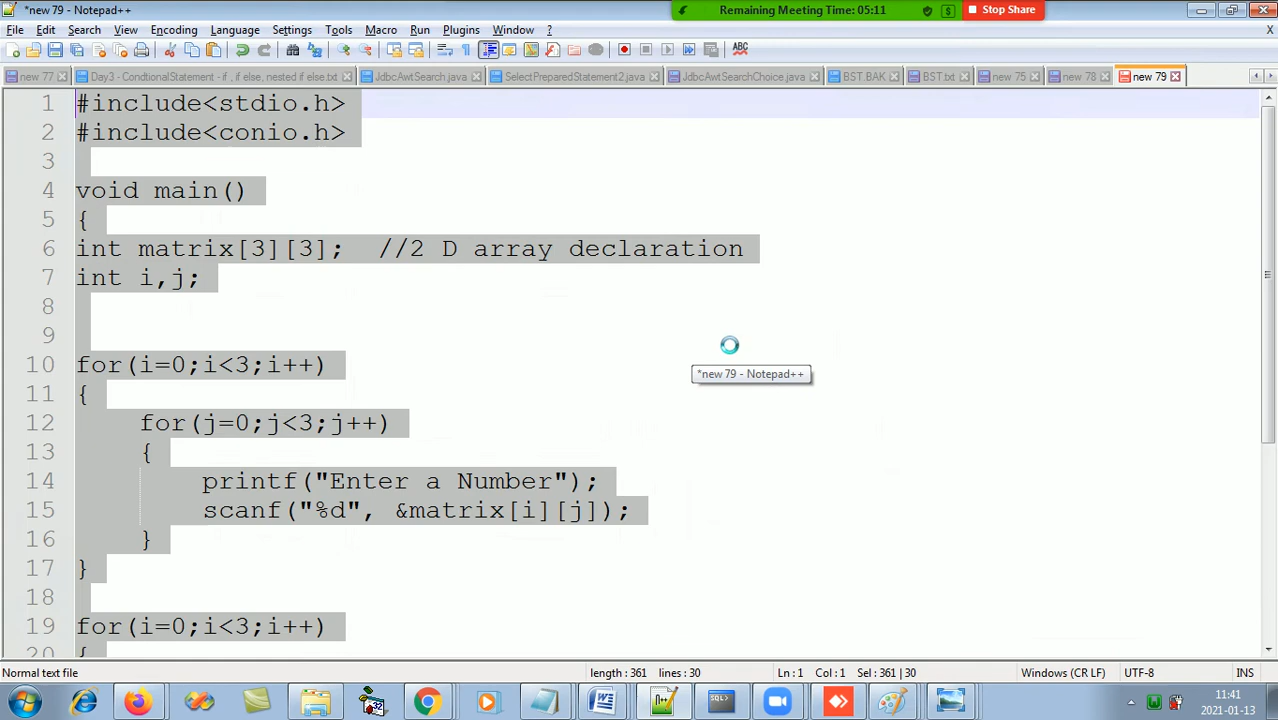 *new 79 - Notepad++
Remaining Meeting Time: 05:11
Stop Share
File Edit Search View Encoding Language Settings Tools Macro Run Plugins Window ? X
new 77 Day3 - CondtionalStatement - if , if else, nested if else.txt JdbcAwtSearch.java SelectPreparedStatement2.java JdbcAwtSearchChoice.java BST.BAK BST.txt new 75 new 78 new 79
1 #include<stdio.h>
2 #include<conio.h>
3
4 void main()
5 {
6 int matrix[3][3]; //2 D array declaration
7 int i,j;
8
9
10 for(i=0;i<3;i++)
11 {
12 for(j=0;j<3;j++)
13 {
14 printf("Enter a Number");
15 scanf("%d", &matrix[i][j]);
16 }
17 }
18
19 for(i=0;i<3;i++)
20 {
*new 79 - Notepad++
Normal text file length : 361 lines : 30 Ln : 1 Col : 1 Sel : 361 | 30 Windows (CR LF) UTF-8 INS
11:41
2021-01-13